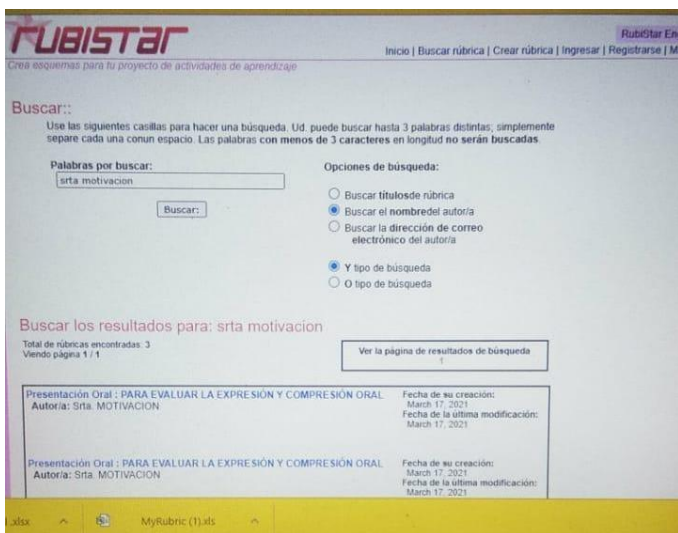 RUBISTAR
RubiStar En
Inicio | Buscar rúbrica | Crear rúbrica | Ingresar | Registrarse | M
Crea esquemas para tu proyecto de actividades de aprendizaje
Buscar::
Use las siguientes casillas para hacer una búsqueda. Ud. puede buscar hasta 3 palabras distintas; simplemente
separe cada una conun espacio. Las palabras con menos de 3 caracteres en longitud no serán buscadas.
Palabras por buscar:
srta motivacion
Buscar:
Opciones de búsqueda:
Buscar títulosde rúbrica
Buscar el nombredel autor/a
Buscar la dirección de correo
electrónico del autor/a
Y tipo de búsqueda
O tipo de búsqueda
Buscar los resultados para: srta motivacion
Total de rúbricas encontradas: 3
Viendo página 1 / 1
Ver la página de resultados de búsqueda
1
Presentación Oral : PARA EVALUAR LA EXPRESIÓN Y COMPRESIÓN ORAL
Autor/a: Srta. MOTIVACION
Fecha de su creación:
March 17, 2021
Fecha de la última modificación:
March 17, 2021
Presentación Oral : PARA EVALUAR LA EXPRESIÓN Y COMPRESIÓN ORAL
Autor/a: Srta. MOTIVACION
Fecha de su creación:
March 17, 2021
Fecha de la última modificación:
March 17, 2021
.xlsx
MyRubric (1).xls